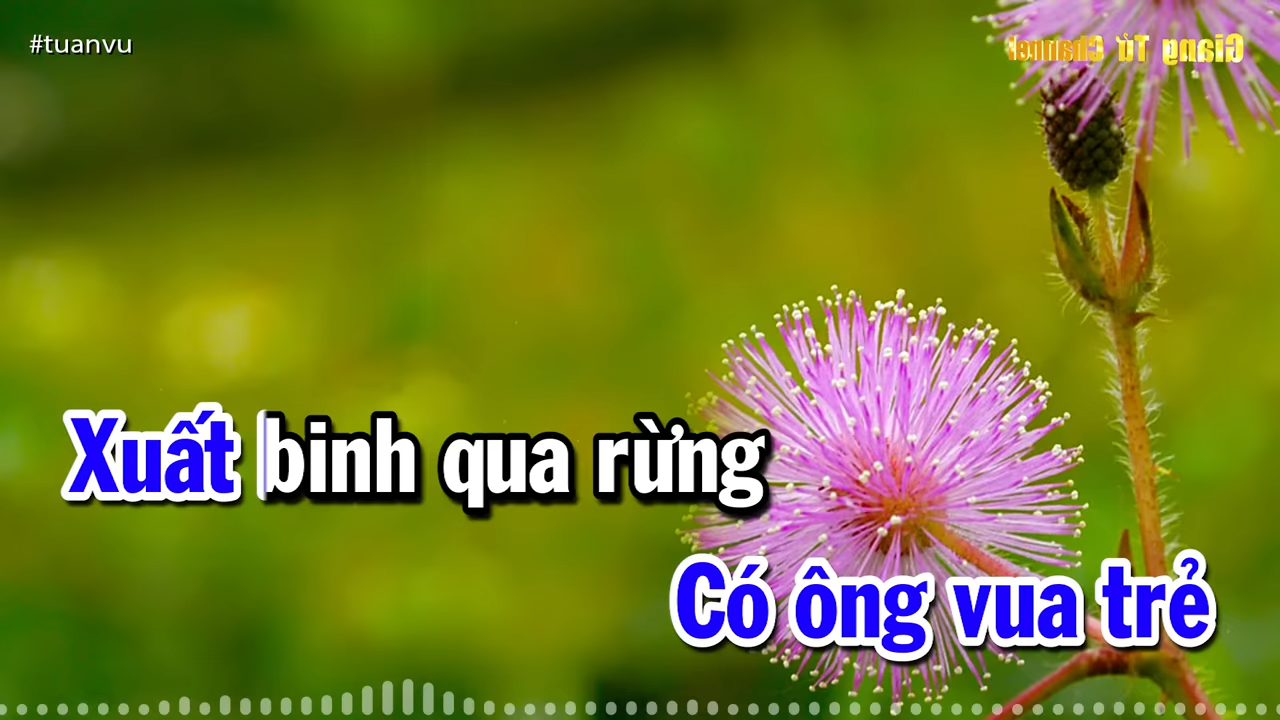 #tuanvu
Giang Tử Channel
Xuất binh qua rừng
Có ông vua trẻ